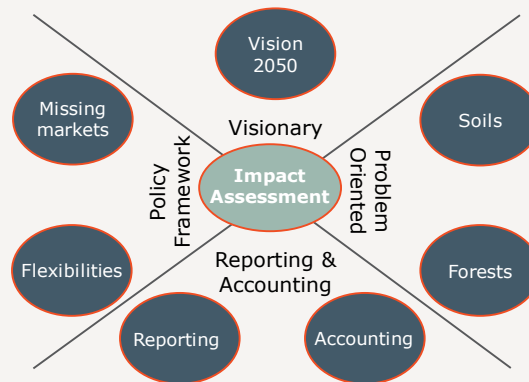 Vision
2050
Missing
markets
Soils
Visionary
Policy
Framework
Impact
Assessment
Problem
Oriented
Flexibilities
Reporting &
Accounting
Forests
Reporting
Accounting